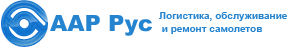 ААР Рус
Логистика, обслуживание
и ремонт самолетов